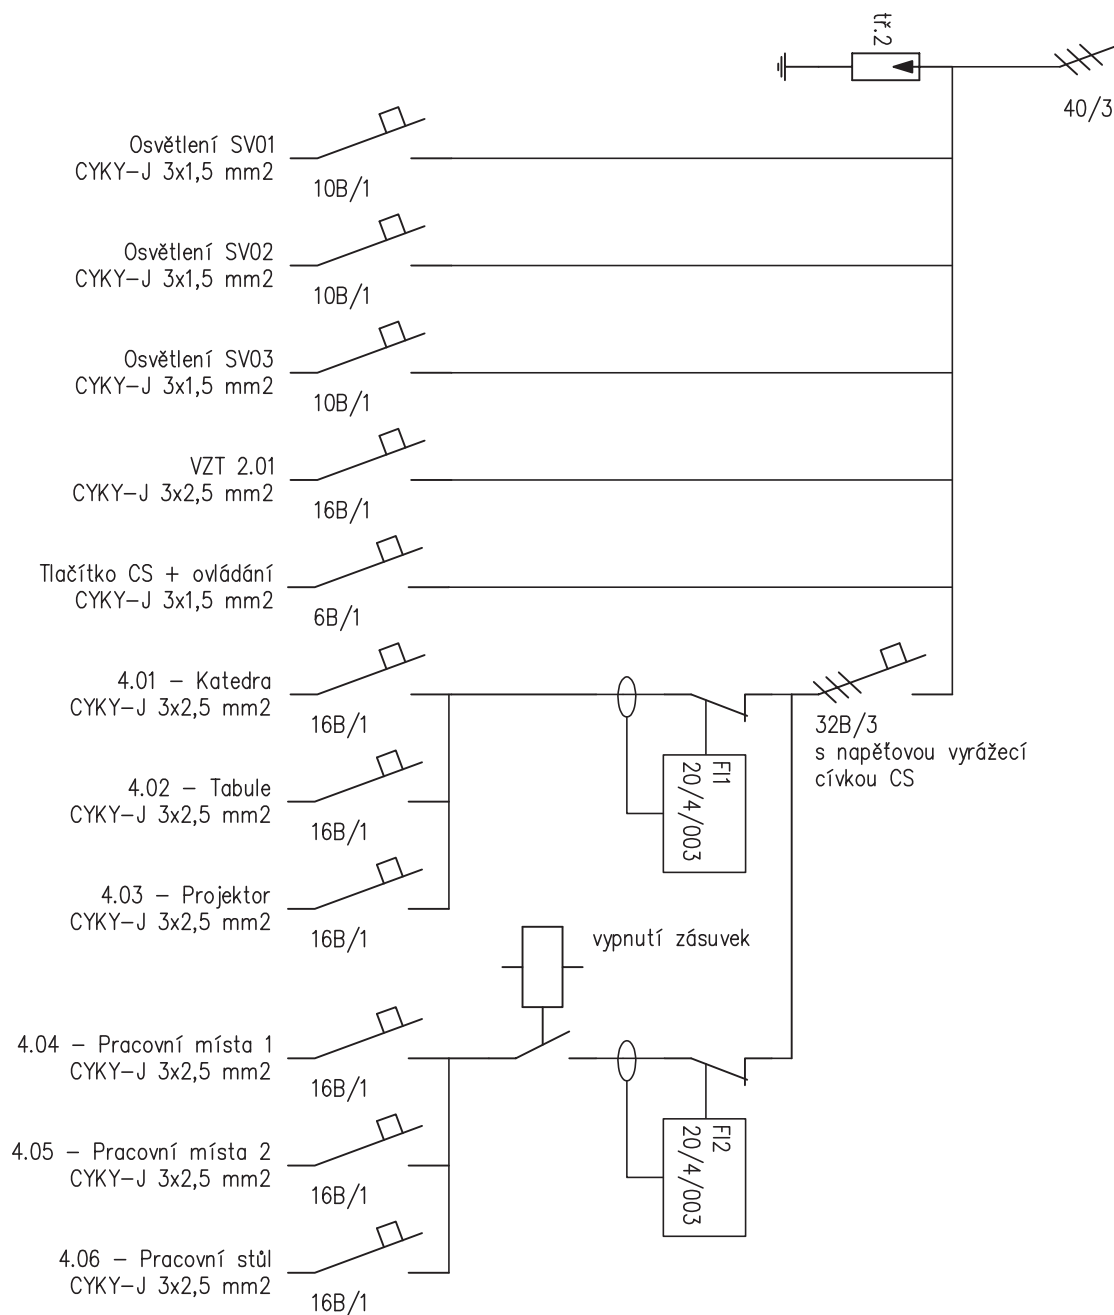 tř.2
40/3
Osvětlení SV01
CYKY-J 3x1,5 mm2
10B/1
Osvětlení SV02
CYKY-J 3x1,5 mm2
10B/1
Osvětlení SV03
CYKY-J 3x1,5 mm2
10B/1
VZT 2.01
CYKY-J 3x2,5 mm2
16B/1
Tlačítko CS + ovládání
CYKY-J 3x1,5 mm2
6B/1
4.01 - Katedra
CYKY-J 3x2,5 mm2
16B/1
32B/3
s napěťovou vyrážecí
cívkou CS
FI1
20/4/003
4.02 - Tabule
CYKY-J 3x2,5 mm2
16B/1
4.03 - Projektor
CYKY-J 3x2,5 mm2
16B/1
vypnutí zásuvek
4.04 - Pracovní místa 1
CYKY-J 3x2,5 mm2
16B/1
FI2
20/4/003
4.05 - Pracovní místa 2
CYKY-J 3x2,5 mm2
16B/1
4.06 - Pracovní stůl
CYKY-J 3x2,5 mm2
16B/1